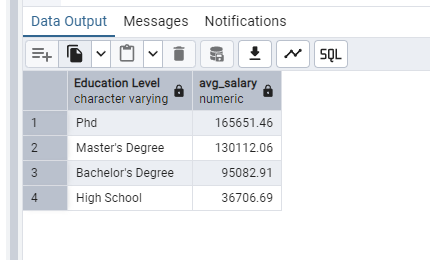 Data Output Messages Notifications
SQL
Education Level avg_salary
character varying numeric
1 Phd 165651.46
2 Master's Degree 130112.06
3 Bachelor's Degree 95082.91
4 High School 36706.69